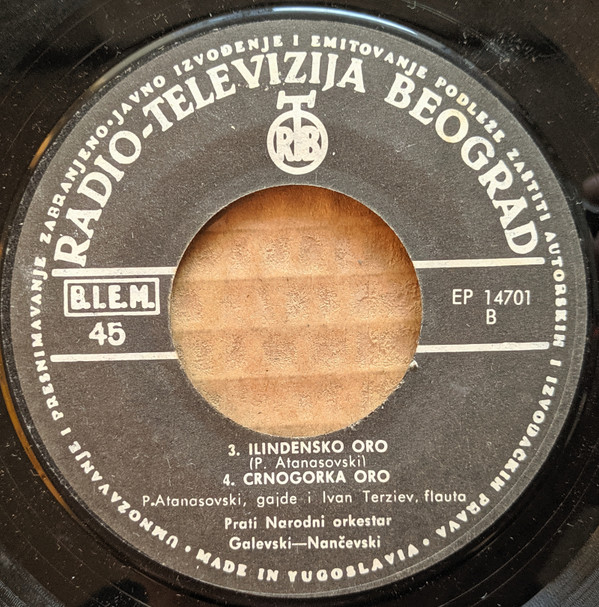 UMNOŽAVANJE I PRESNIMAVANJE ZABRANJENO · JAVNO IZVOĐENJE I EMITOVANJE PODLEŽE ZAŠTITI AUTORSKIH I IZVOĐAČKIH PRAVA ·
RADIO-TELEVIZIJA BEOGRAD
RTB
B.I.E.M.
45
EP 14701
B
3. ILINDENSKO ORO
(P. Atanasovski)
4. CRNOGORKA ORO
P.Atanasovski, gajde i Ivan Terziev, flauta
Prati Narodni orkestar
Galevski—Nančevski
· MADE IN YUGOSLAVIA ·